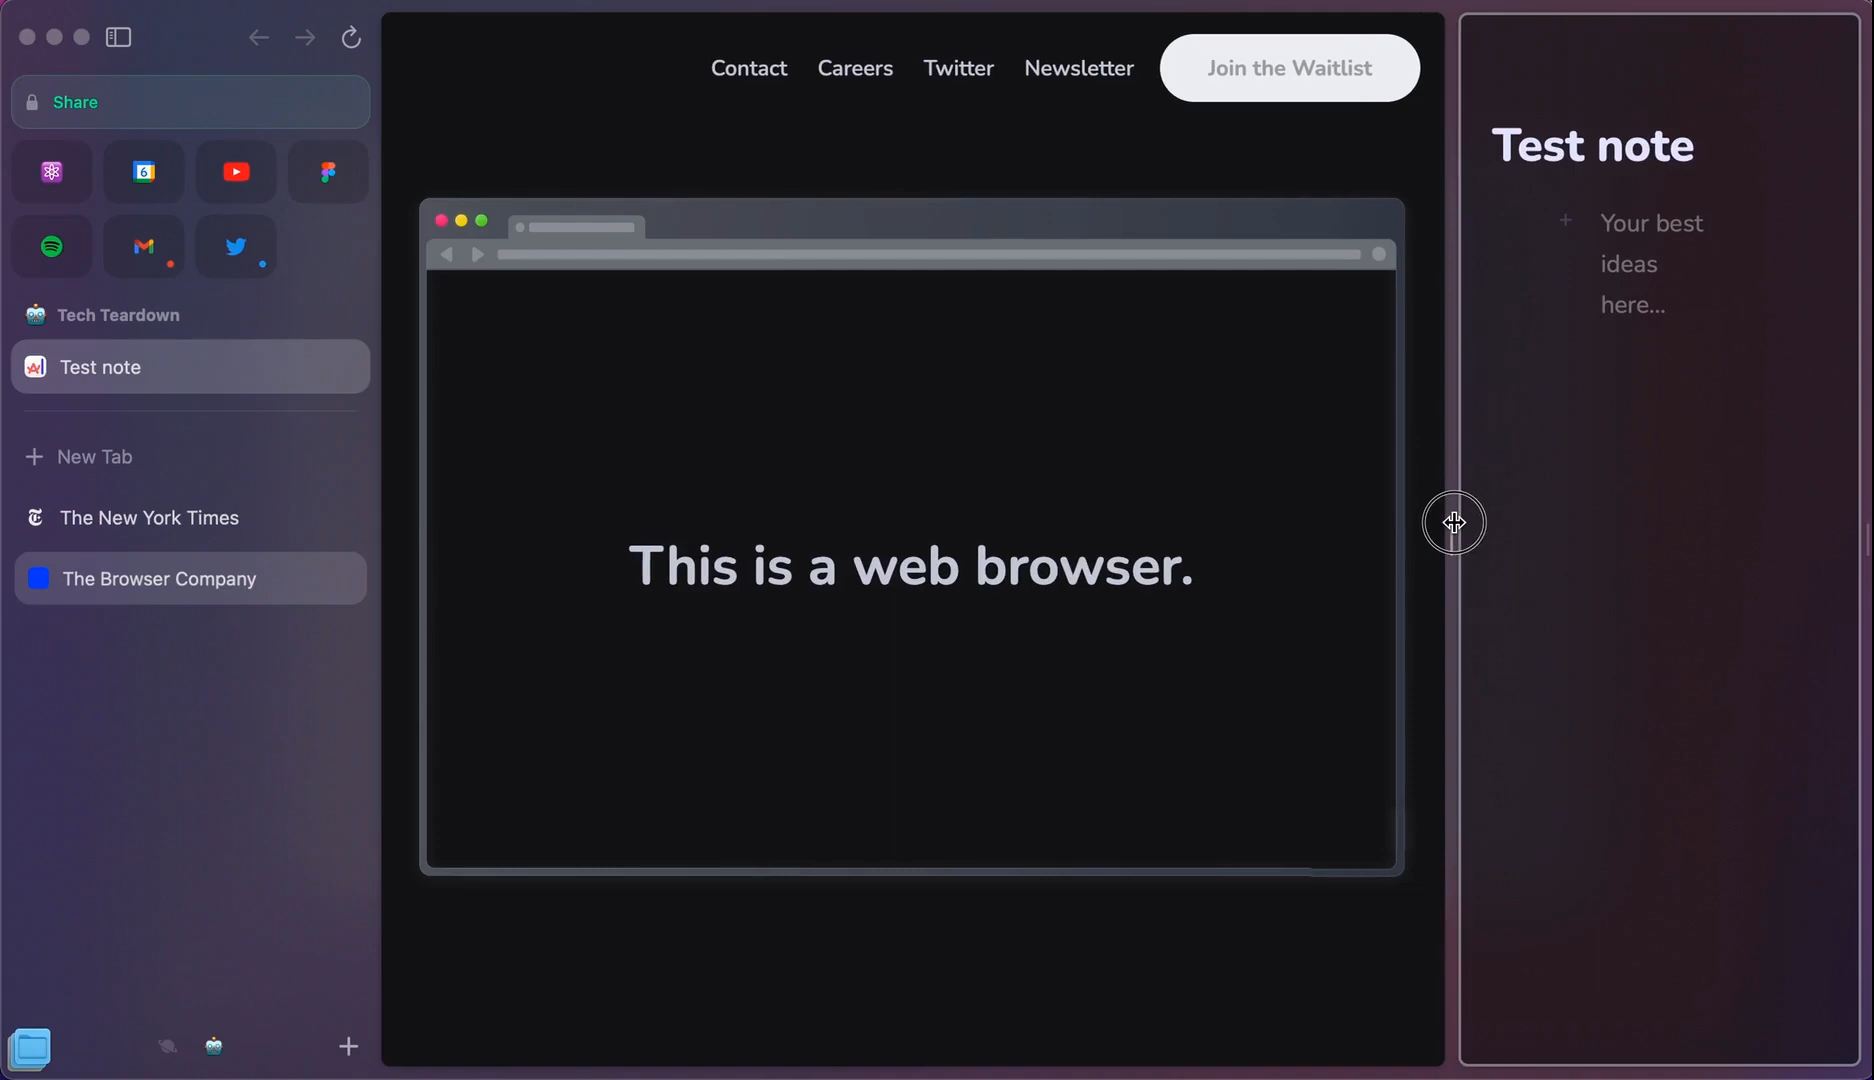 Share
6
Tech Teardown
Test note
New Tab
The New York Times
The Browser Company
Contact Careers Twitter Newsletter Join the Waitlist
This is a web browser.
Test note
Your best
ideas
here...